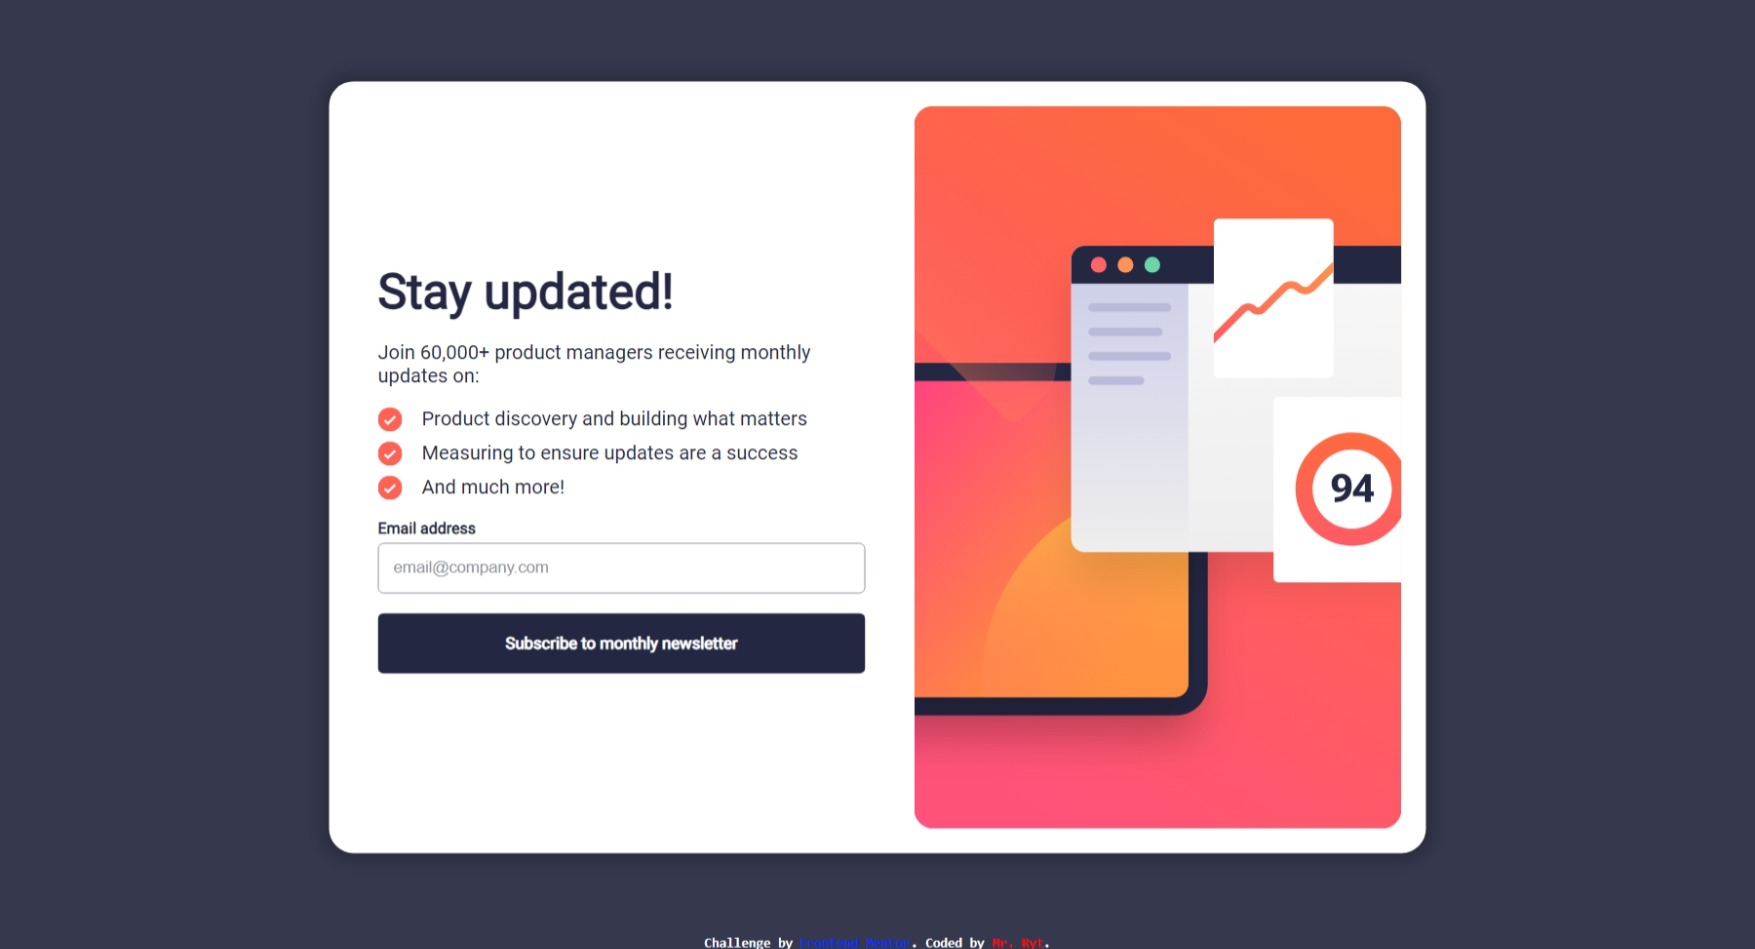 Stay updated!
Join 60,000+ product managers receiving monthly
updates on:
Product discovery and building what matters
Measuring to ensure updates are a success
And much more!
Email address
email@company.com
Subscribe to monthly newsletter
94
Challenge by Frontend Mentor. Coded by Mr. Ryt.